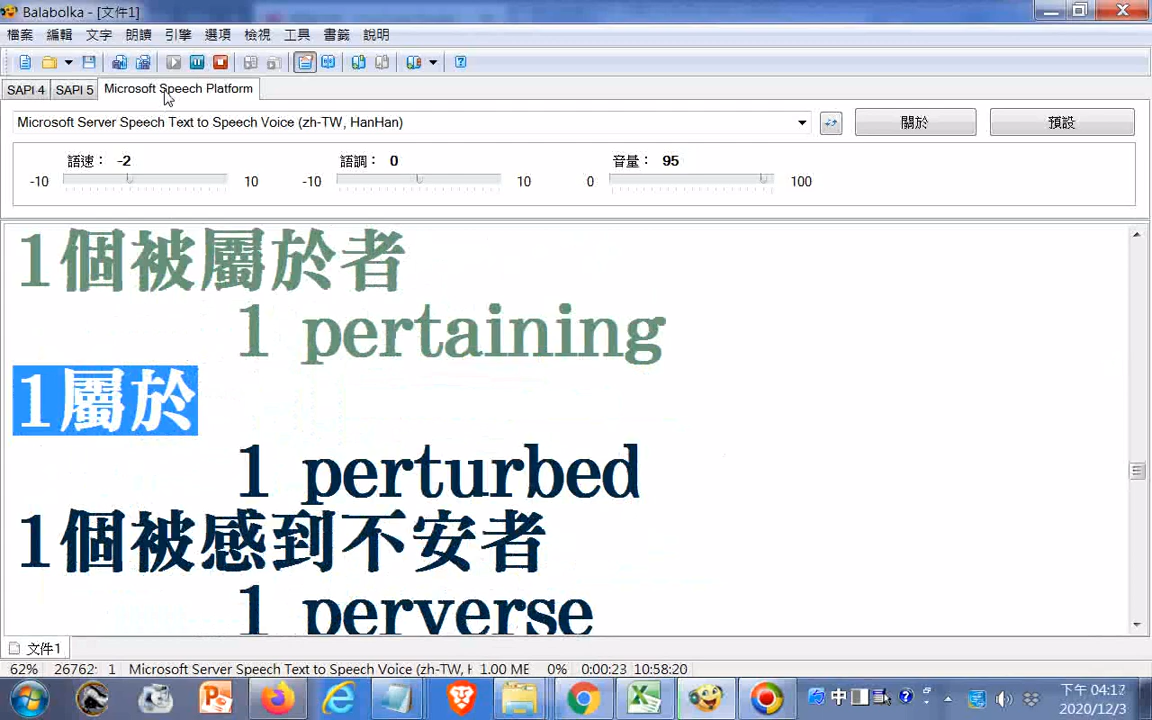 Balabolka - [文件1]
檔案 編輯 文字 朗讀 引擎 選項 檢視 工具 書籤 說明
SAPI 4 SAPI 5 Microsoft Speech Platform
Microsoft Server Speech Text to Speech Voice (zh-TW, HanHan) 關於 預設
語速： -2 語調： 0 音量： 95
-10 10 -10 10 0 100
1個被屬於者
1 pertaining
1屬於
1 perturbed
1個被感到不安者
1 perverse
文件1
62% 26762: 1 Microsoft Server Speech Text to Speech Voice (zh-TW, H 1.00 ME 0% 0:00:23 10:58:20
中 下午 04:17
2020/12/3